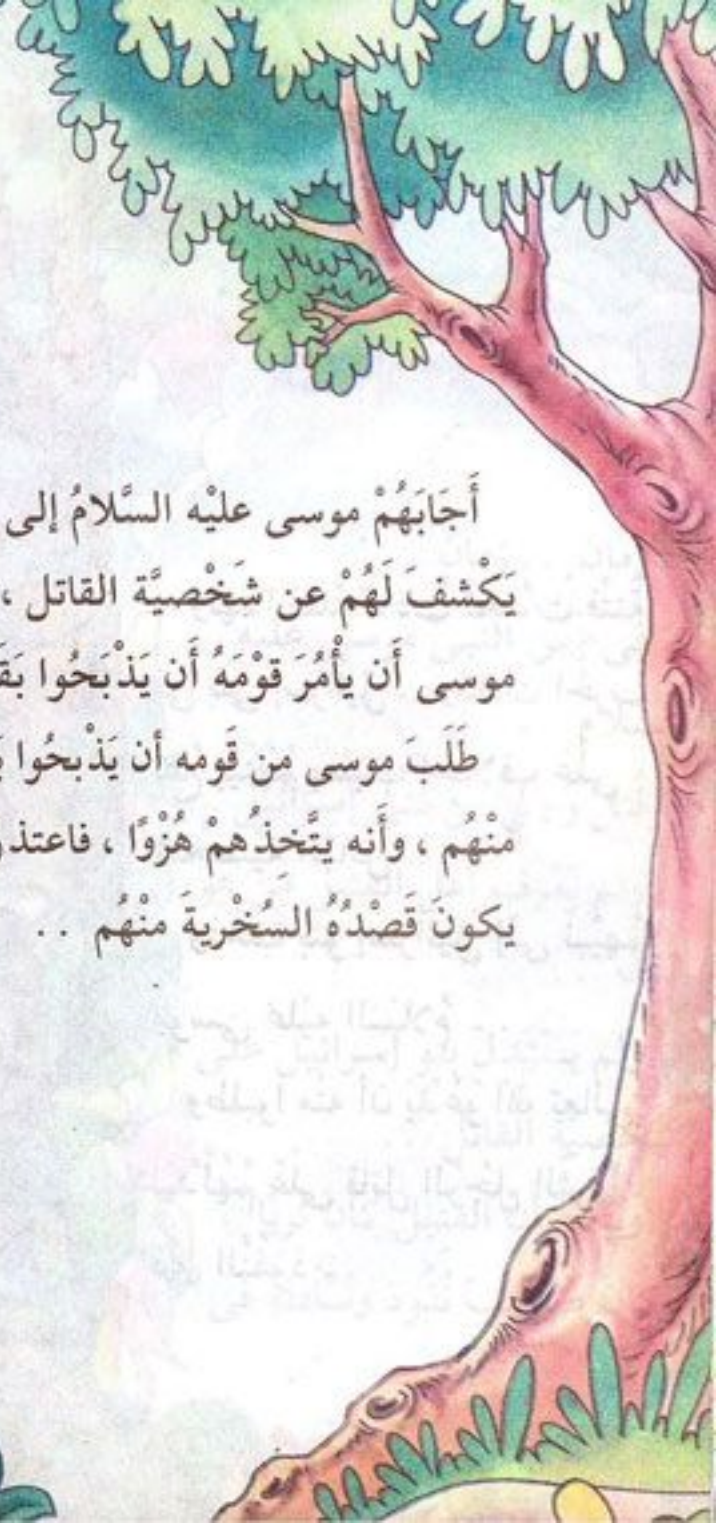 أَجَابَهُمْ موسى عليْه السَّلامُ إلى
يَكْشفَ لَهُمْ عن شَخْصيَّة القاتل ،
موسى أَن يأْمُرَ قوْمَهُ أَن يَذْبَحُوا
طَلَبَ موسى من قَومه أن يَذْبحُوا
منْهُم ، وأَنه يتَّخذُهمْ هُزْوًا ،
يكونَ قَصْدُهُ السُخْريةَ منْهُم . .